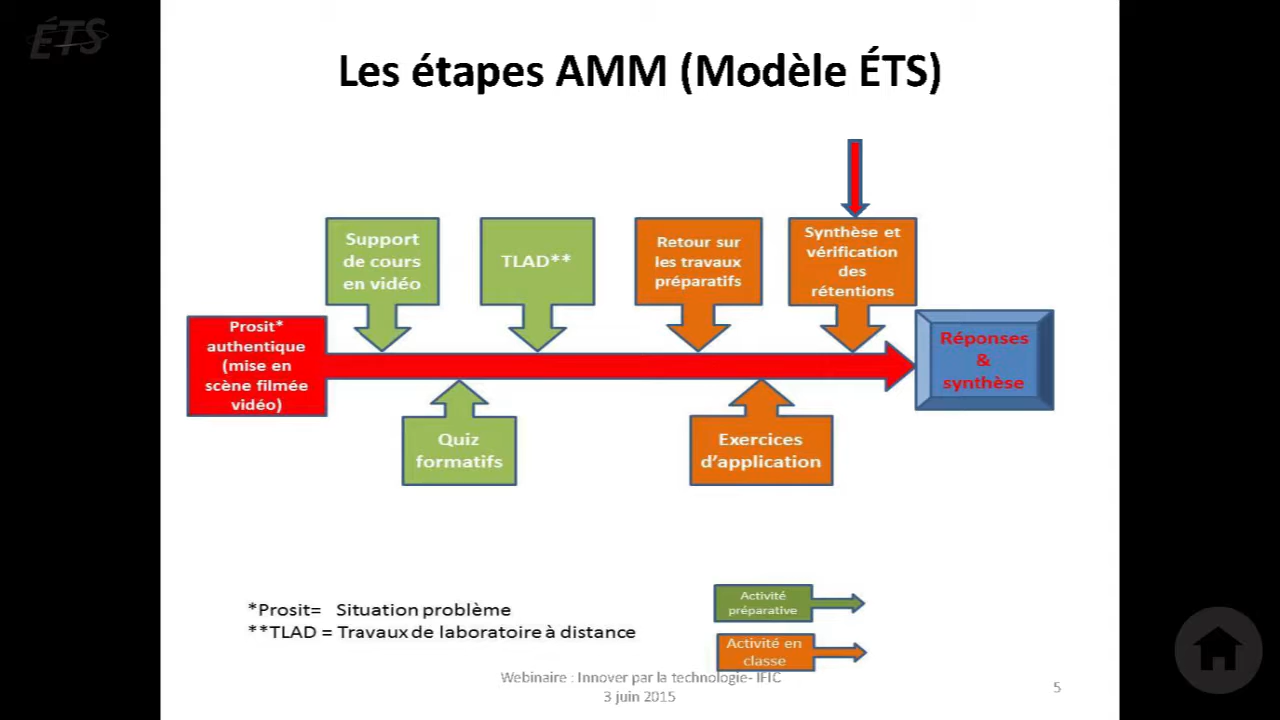 ÉTS
Les étapes AMM (Modèle ÉTS)
Support
de cours
en vidéo
TLAD**
Retour sur
les travaux
préparatifs
Synthèse et
vérification
des
rétentions
Prosit*
authentique
(mise en
scène filmée
vidéo)
Réponses
&
synthèse
Quiz
formatifs
Exercices
d'application
*Prosit= Situation problème
**TLAD = Travaux de laboratoire à distance
Activité
préparative
Activité en
classe
Webinaire : Innover par la technologie- IFIC
3 juin 2015
5